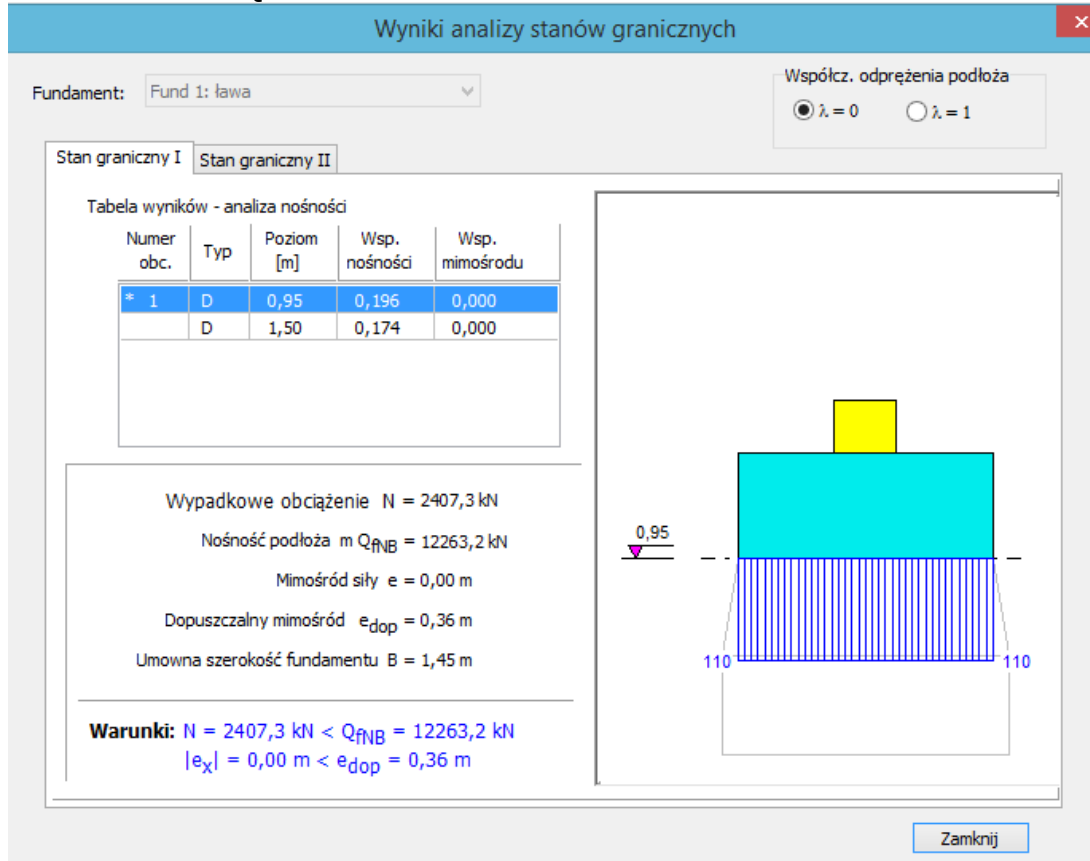 Wyniki analizy stanów granicznych
Fundament: Fund 1: ława
Współcz. odprężenia podłoża
λ = 0 λ = 1
Stan graniczny I Stan graniczny II
Tabela wyników - analiza nośności
Numer obc. Typ Poziom [m] Wsp. nośności Wsp. mimośrodu
* 1 D 0,95 0,196 0,000
D 1,50 0,174 0,000
Wypadkowe obciążenie N = 2407,3 kN
Nośność podłoża m QfNB = 12263,2 kN
Mimośród siły e = 0,00 m
Dopuszczalny mimośród edop = 0,36 m
Umowna szerokość fundamentu B = 1,45 m
Warunki: N = 2407,3 kN < QfNB = 12263,2 kN
|ex| = 0,00 m < edop = 0,36 m
0,95
110 110
Zamknij